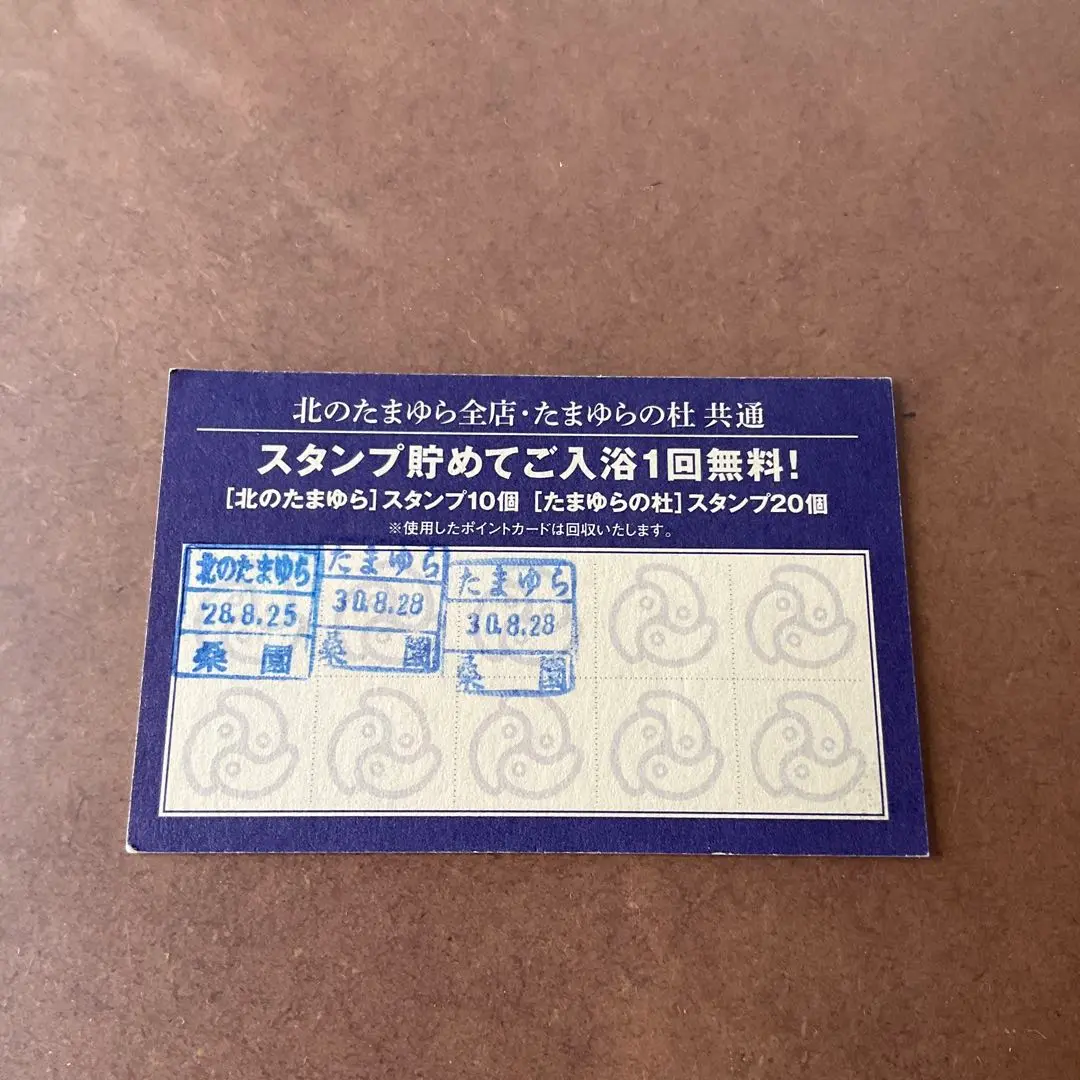 北のたまゆら全店・たまゆらの杜 共通
スタンプ貯めてご入浴1回無料!
[北のたまゆら]スタンプ10個 [たまゆらの杜]スタンプ20個
※使用したポイントカードは回収いたします。
北のたまゆら
28.8.25
桑園
たまゆら
30.8.28
桑園
たまゆら
30.8.28
桑園